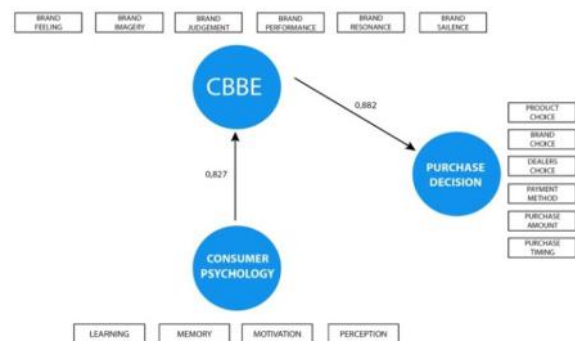 BRAND
FEELING
BRAND
IMAGERY
BRAND
JUDGEMENT
BRAND
PERFORMANCE
BRAND
RESONANCE
BRAND
SAILENCE
CBBE
0,882
PRODUCT
CHOICE
BRAND
CHOICE
DEALERS
CHOICE
PAYMENT
METHOD
PURCHASE
AMOUNT
PURCHASE
TIMING
PURCHASE
DECISION
0,827
CONSUMER
PSYCHOLOGY
LEARNING
MEMORY
MOTIVATION
PERCEPTION